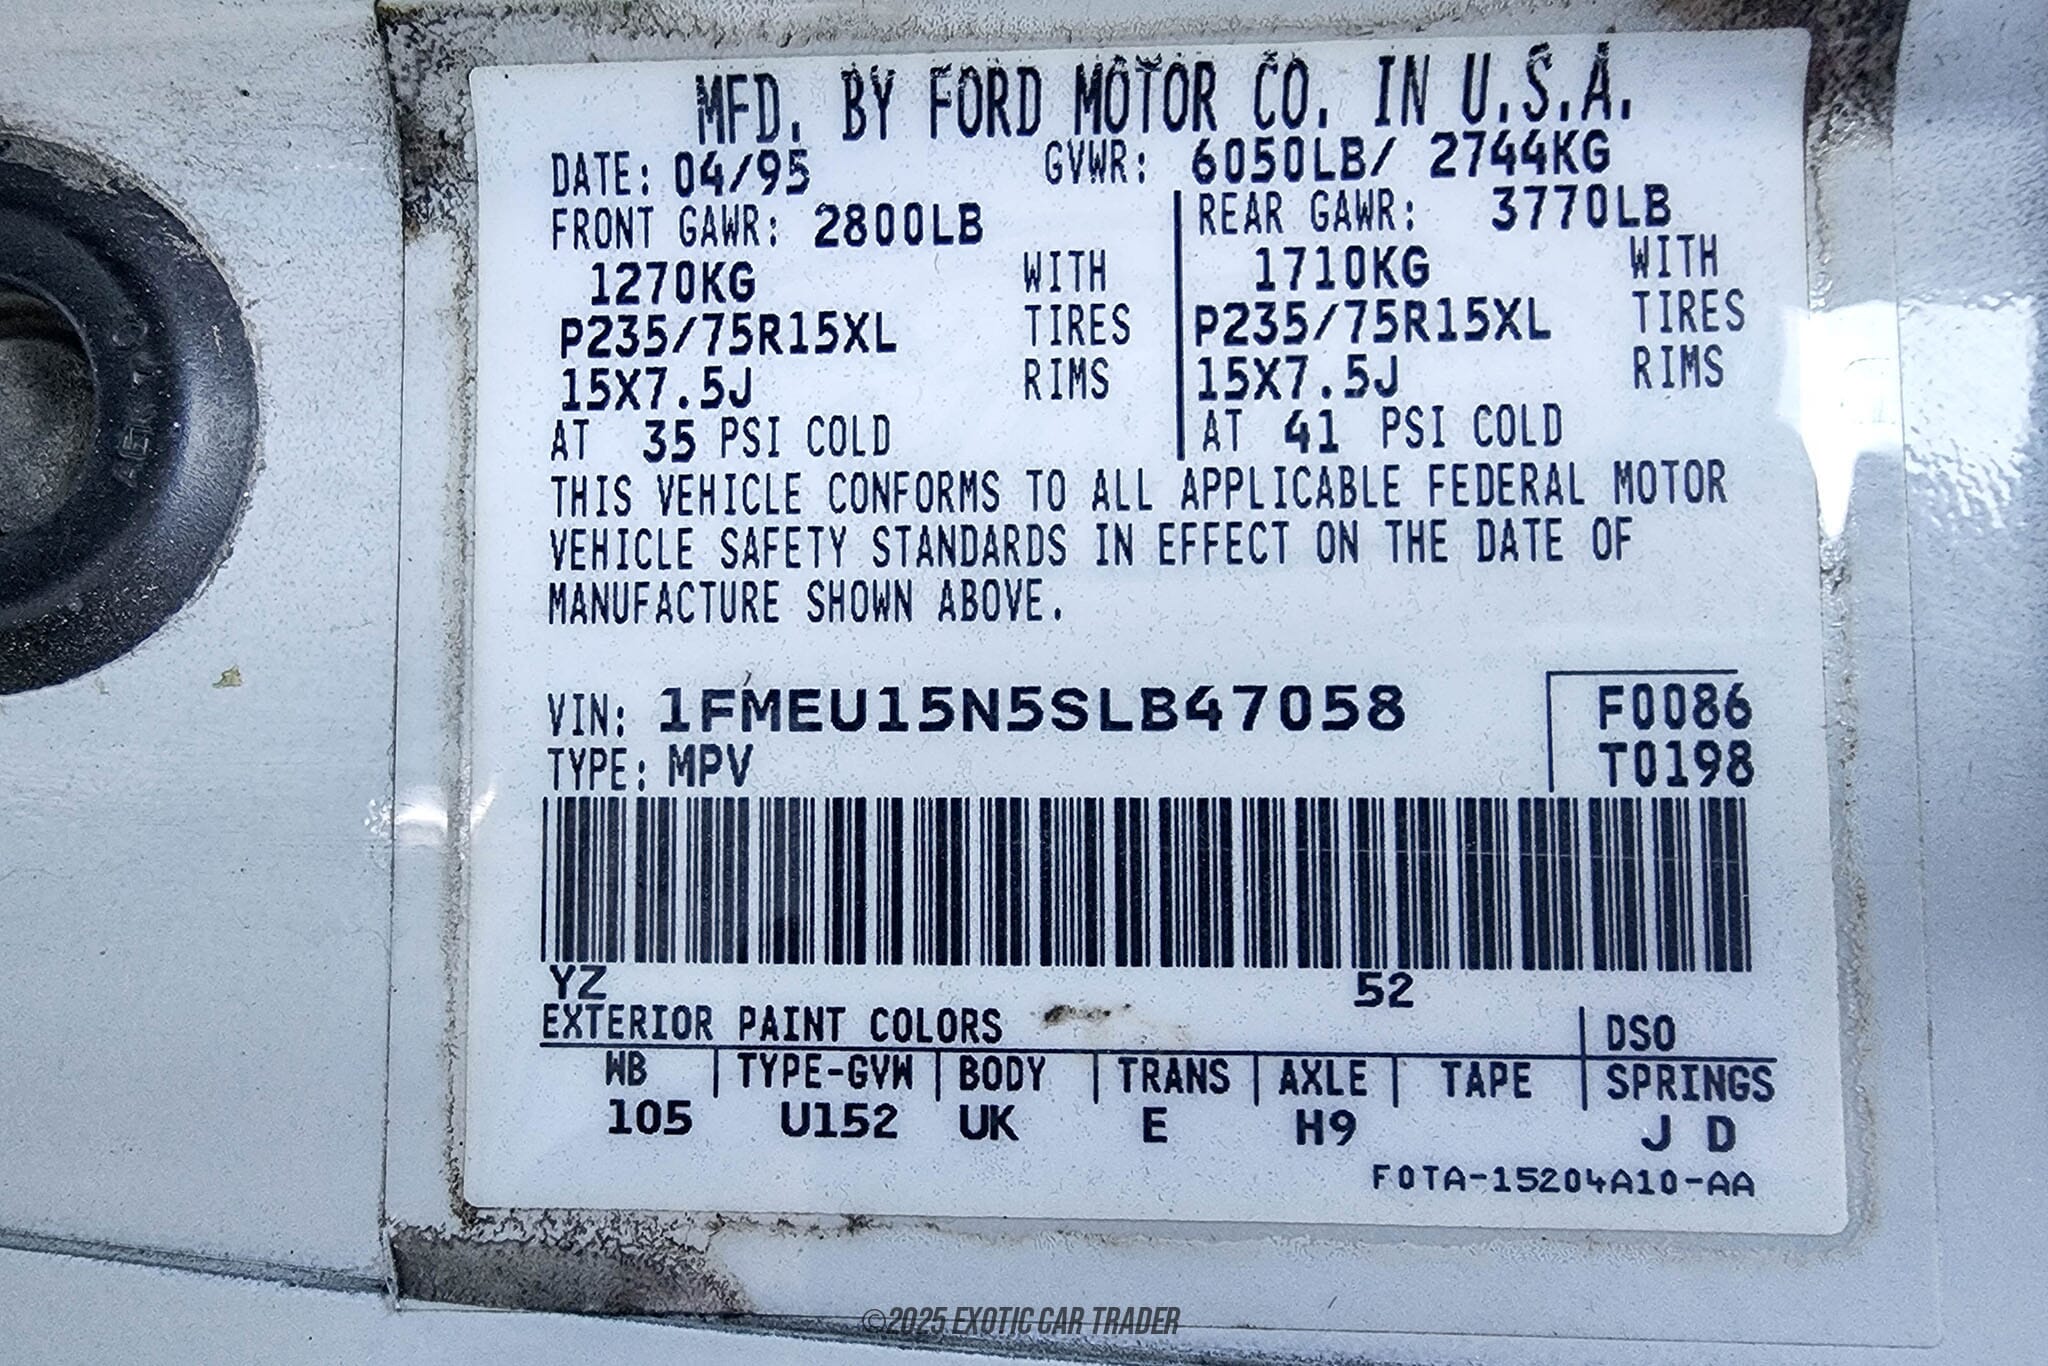 MFD. BY FORD MOTOR CO. IN U.S.A.
DATE: 04/95 GVWR: 6050LB/ 2744KG
FRONT GAWR: 2800LB REAR GAWR: 3770LB
1270KG WITH 1710KG WITH
P235/75R15XL TIRES P235/75R15XL TIRES
15X7.5J RIMS 15X7.5J RIMS
AT 35 PSI COLD AT 41 PSI COLD
THIS VEHICLE CONFORMS TO ALL APPLICABLE FEDERAL MOTOR
VEHICLE SAFETY STANDARDS IN EFFECT ON THE DATE OF
MANUFACTURE SHOWN ABOVE.
VIN: 1FMEU15N5SLB47058 F0086
TYPE: MPV T0198
YZ 52
EXTERIOR PAINT COLORS DSO
WB TYPE-GVW BODY TRANS AXLE TAPE SPRINGS
105 U152 UK E H9 J D
F0TA-15204A10-AA
©2025 EXOTIC CAR TRADER